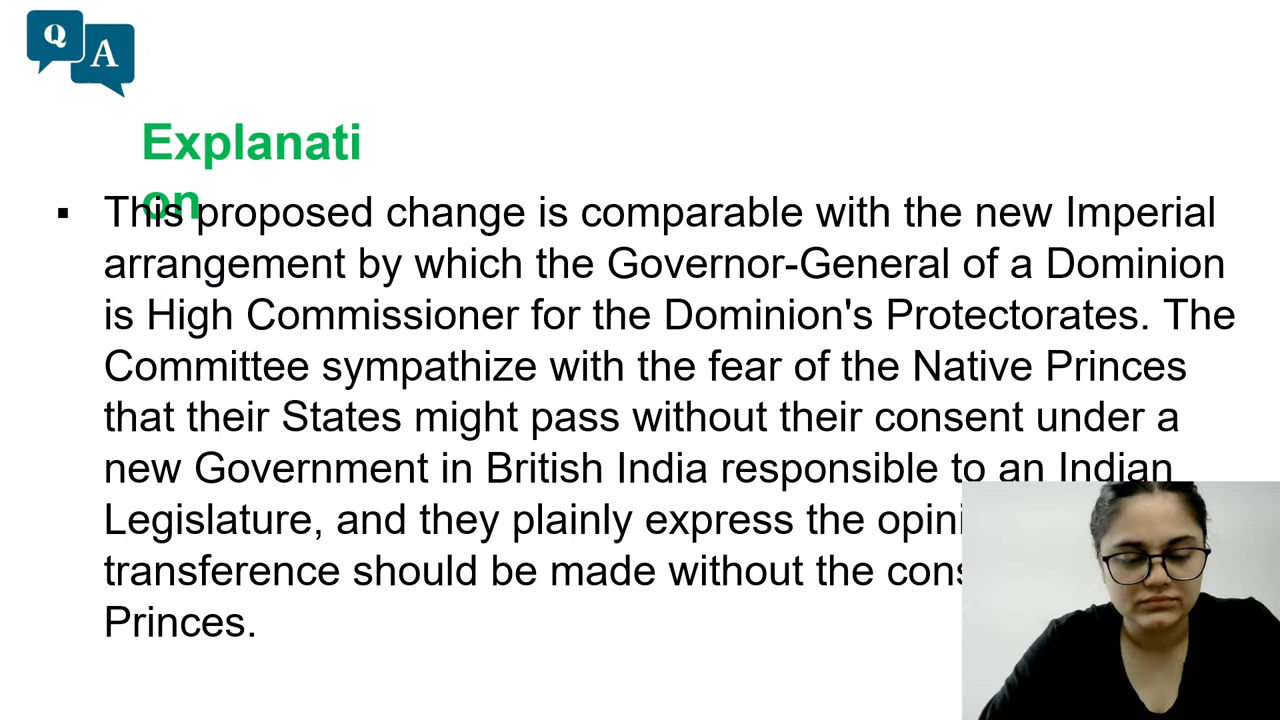 Q
A
Explanati
on
▪ This proposed change is comparable with the new Imperial
arrangement by which the Governor-General of a Dominion
is High Commissioner for the Dominion's Protectorates. The
Committee sympathize with the fear of the Native Princes
that their States might pass without their consent under a
new Government in British India responsible to an Indian
Legislature, and they plainly express the
transference should be made without the
Princes.